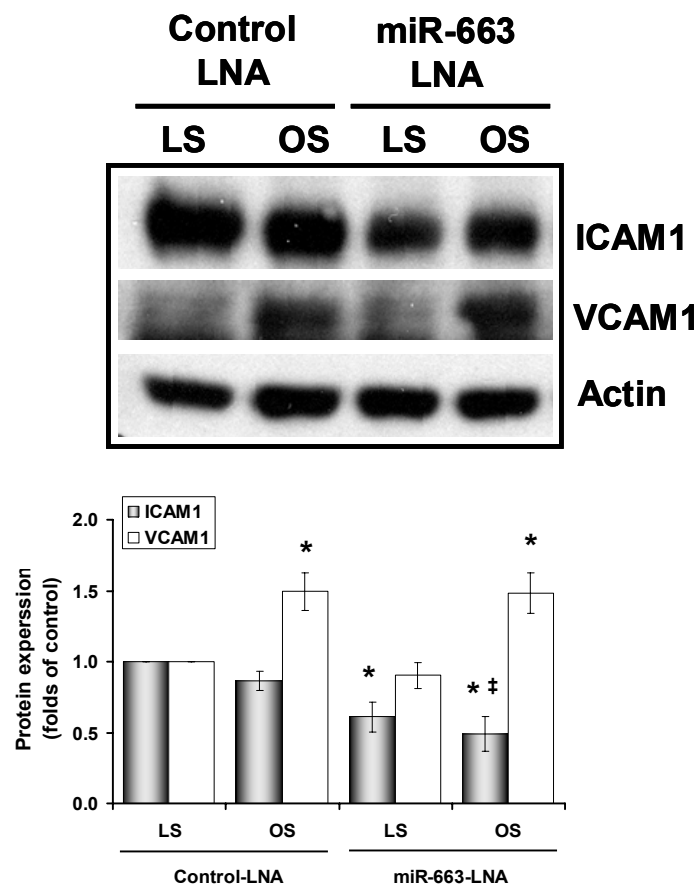 Control miR-663
LNA LNA
LS OS LS OS
ICAM1
VCAM1
Actin
ICAM1
VCAM1
2.0
1.5
1.0
0.5
0.0
Protein experssion
(folds of control)
*
*
*
* ‡
LS OS LS OS
Control-LNA miR-663-LNA